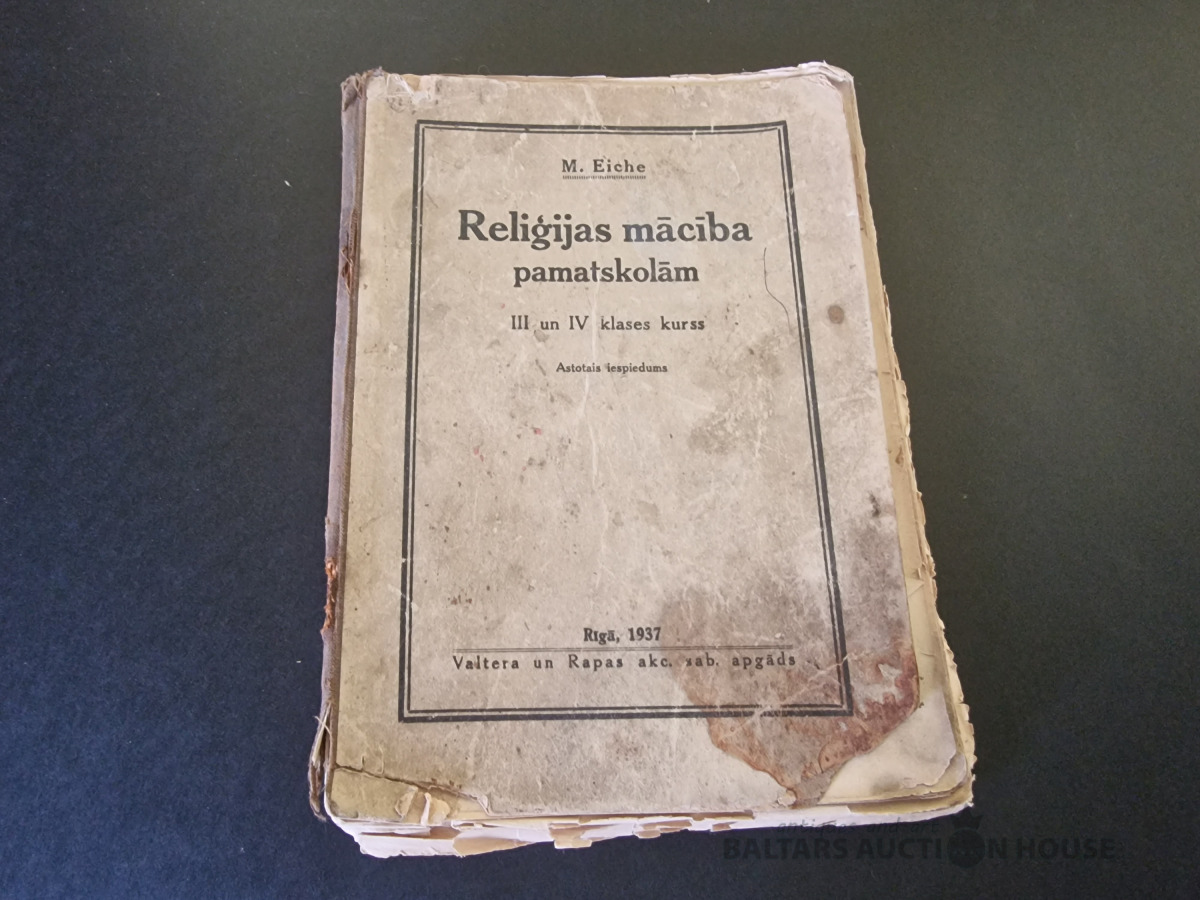 M. Eiche
Reliģijas mācība
pamatskolām
III un IV klases kurss
Astotais iespiedums
Rīgā, 1937
Valtera un Rapas akc. sab. apgāds
BALTARS AUCTION HOUSE